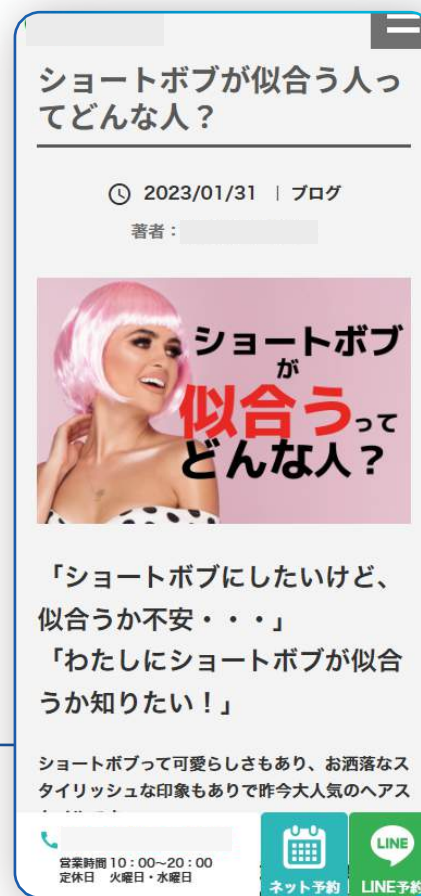 ショートボブが似合う人っ
てどんな人？
2023/01/31 | ブログ
著者：
ショートボブ
が
似合うって
どんな人？
「ショートボブにしたいけど、
似合うか不安・・・」
「わたしにショートボブが似合
うか知りたい！」
ショートボブって可愛らしさもあり、お洒落なス
タイリッシュな印象もありで昨今大人気のヘアス
営業時間 10：00～20：00
定休日　火曜日・水曜日
ネット予約
LINE
LINE予約